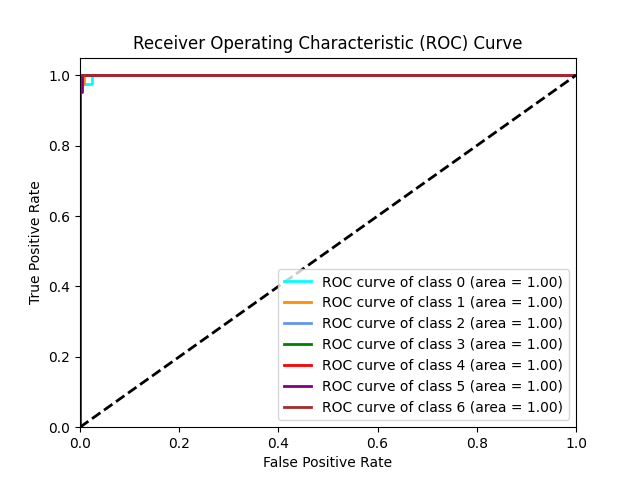 Receiver Operating Characteristic (ROC) Curve
1.0
0.8
0.6
0.4
0.2
0.0
True Positive Rate
ROC curve of class 0 (area = 1.00)
ROC curve of class 1 (area = 1.00)
ROC curve of class 2 (area = 1.00)
ROC curve of class 3 (area = 1.00)
ROC curve of class 4 (area = 1.00)
ROC curve of class 5 (area = 1.00)
ROC curve of class 6 (area = 1.00)
0.0 0.2 0.4 0.6 0.8 1.0
False Positive Rate